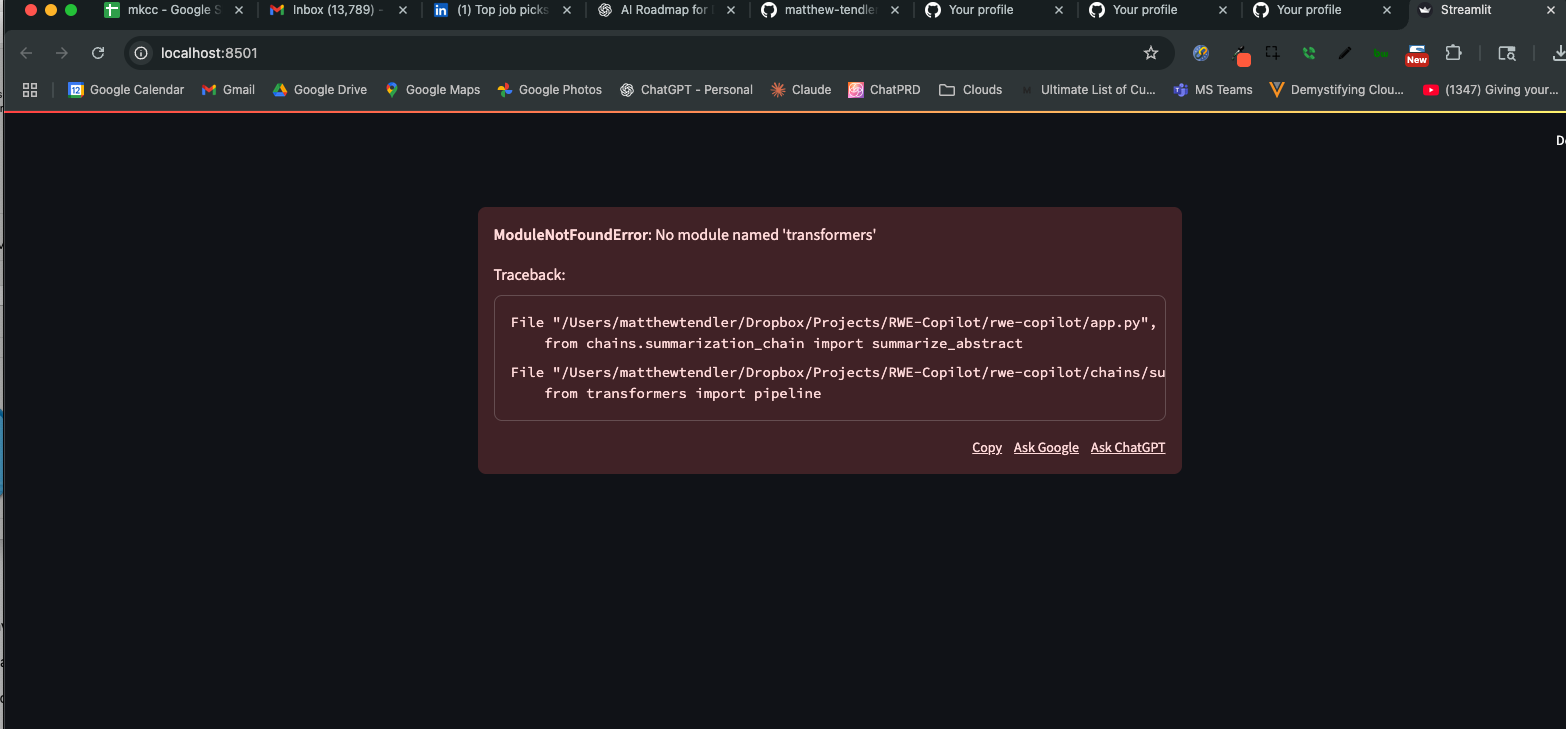 mkcc - Google S
Inbox (13,789) -
(1) Top job picks
AI Roadmap for
matthew-tendler
Your profile
Your profile
Your profile
Streamlit
localhost:8501
New
12
Google Calendar
Gmail
Google Drive
Google Maps
Google Photos
ChatGPT - Personal
Claude
ChatPRD
Clouds
Ultimate List of Cu...
MS Teams
Demystifying Clou...
(1347) Giving your...
ModuleNotFoundError: No module named 'transformers'
Traceback:
File "/Users/matthewtendler/Dropbox/Projects/RWE-Copilot/rwe-copilot/app.py",
from chains.summarization_chain import summarize_abstract
File "/Users/matthewtendler/Dropbox/Projects/RWE-Copilot/rwe-copilot/chains/su
from transformers import pipeline
Copy Ask Google Ask ChatGPT